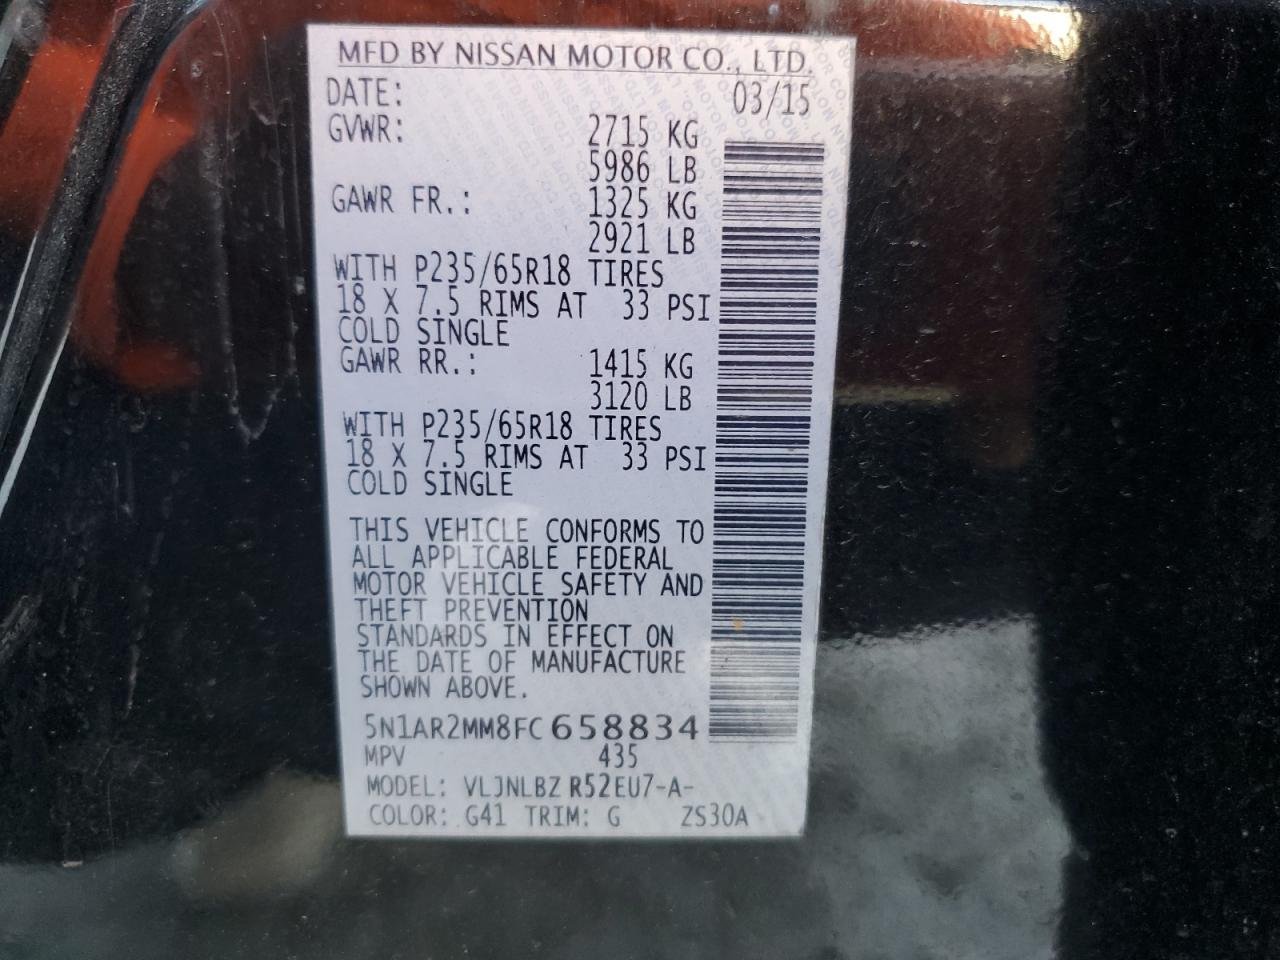 MFD BY NISSAN MOTOR CO., LTD.
DATE: 03/15
GVWR: 2715 KG
5986 LB
GAWR FR.: 1325 KG
2921 LB
WITH P235/65R18 TIRES
18 X 7.5 RIMS AT 33 PSI
COLD SINGLE
GAWR RR.: 1415 KG
3120 LB
WITH P235/65R18 TIRES
18 X 7.5 RIMS AT 33 PSI
COLD SINGLE
THIS VEHICLE CONFORMS TO
ALL APPLICABLE FEDERAL
MOTOR VEHICLE SAFETY AND
THEFT PREVENTION
STANDARDS IN EFFECT ON
THE DATE OF MANUFACTURE
SHOWN ABOVE.
5N1AR2MM8FC 658834
MPV 435
MODEL: VLJNLBZ R52EU7-A-
COLOR: G41 TRIM: G ZS30A